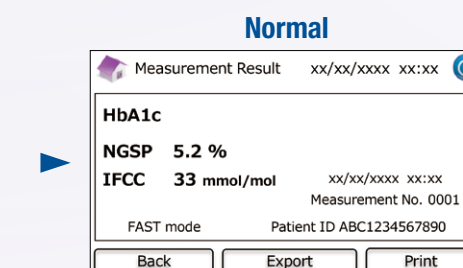 Normal
Measurement Result xx/xx/xxxx xx:xx
HbA1c
NGSP 5.2 %
IFCC 33 mmol/mol xx/xx/xxxx xx:xx
Measurement No. 0001
FAST mode Patient ID ABC1234567890
Back Export Print